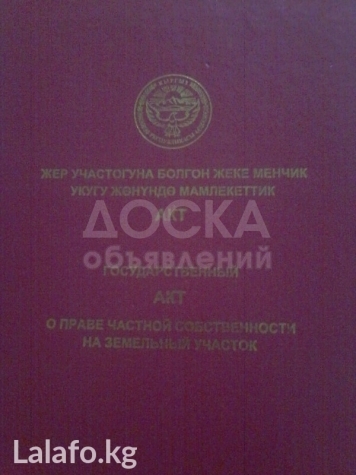 ЖЕР УЧАСТОГУНА БОЛГОН ЖЕКЕ МЕНЧИК
УКУГУ ЖӨНҮНДӨ МАМЛЕКЕТТИК
АКТ
ДОСКА
объявлений
ГОСУДАРСТВЕННЫЙ
АКТ
О ПРАВЕ ЧАСТНОЙ СОБСТВЕННОСТИ
НА ЗЕМЕЛЬНЫЙ УЧАСТОК
Lalafo.kg